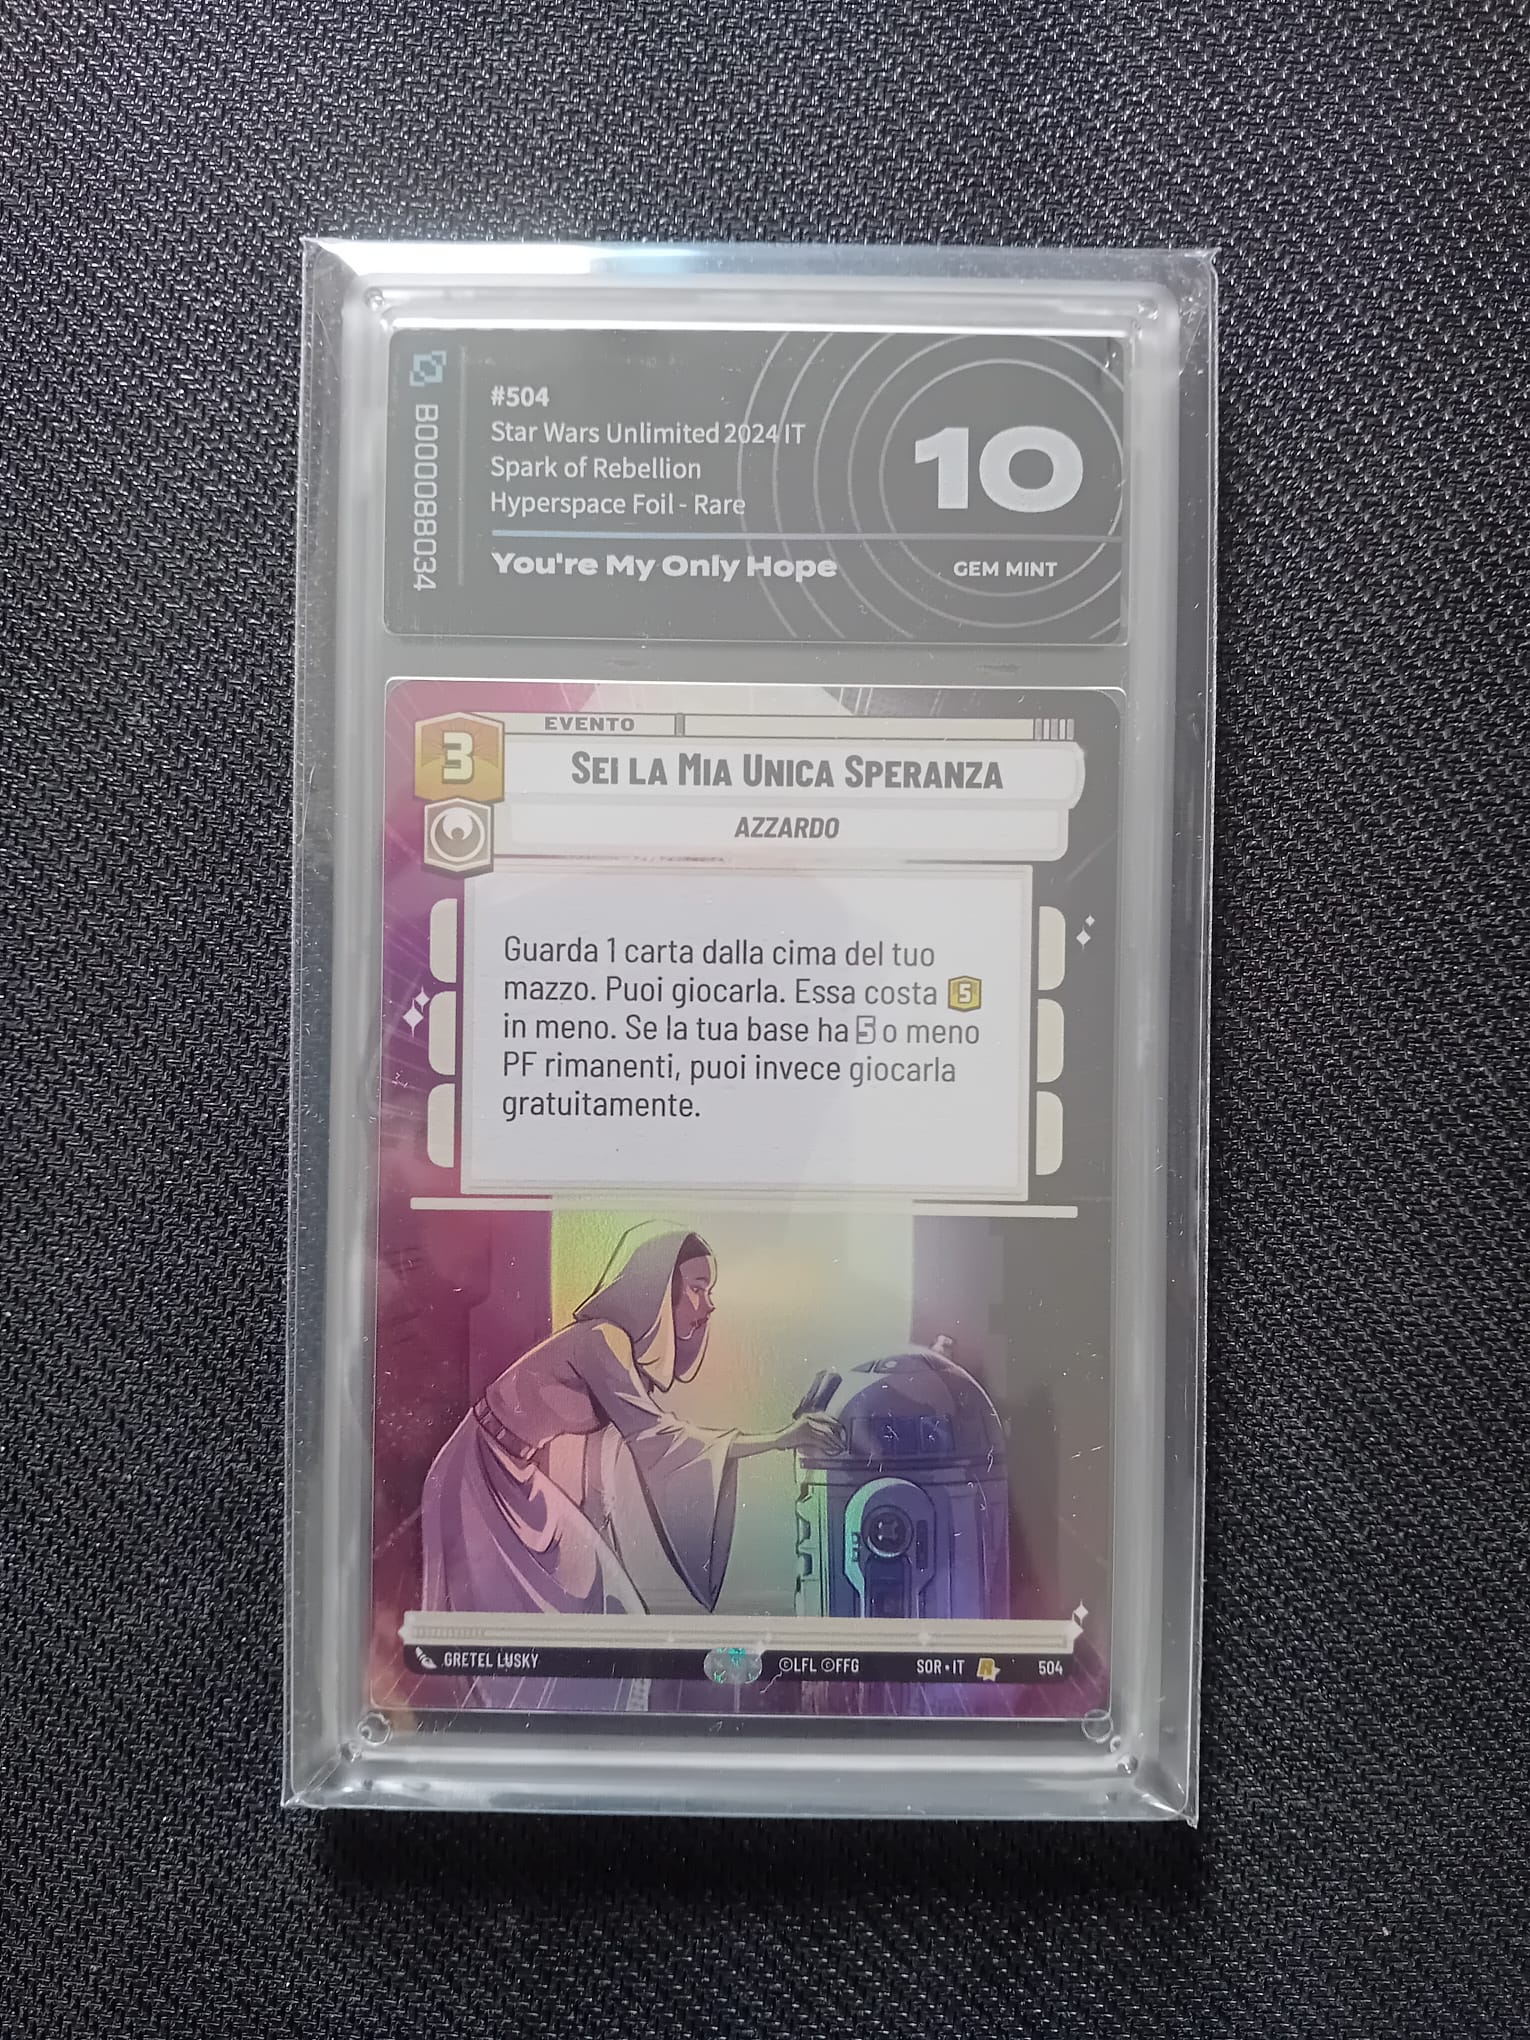 B000088034
#504
Star Wars Unlimited 2024 IT
Spark of Rebellion
Hyperspace Foil - Rare
You're My Only Hope
10
GEM MINT
3
EVENTO
SEI LA MIA UNICA SPERANZA
AZZARDO
Guarda 1 carta dalla cima del tuo
mazzo. Puoi giocarla. Essa costa 5
in meno. Se la tua base ha 5 o meno
PF rimanenti, puoi invece giocarla
gratuitamente.
GRETEL LUSKY ©LFL ©FFG SOR•IT R 504